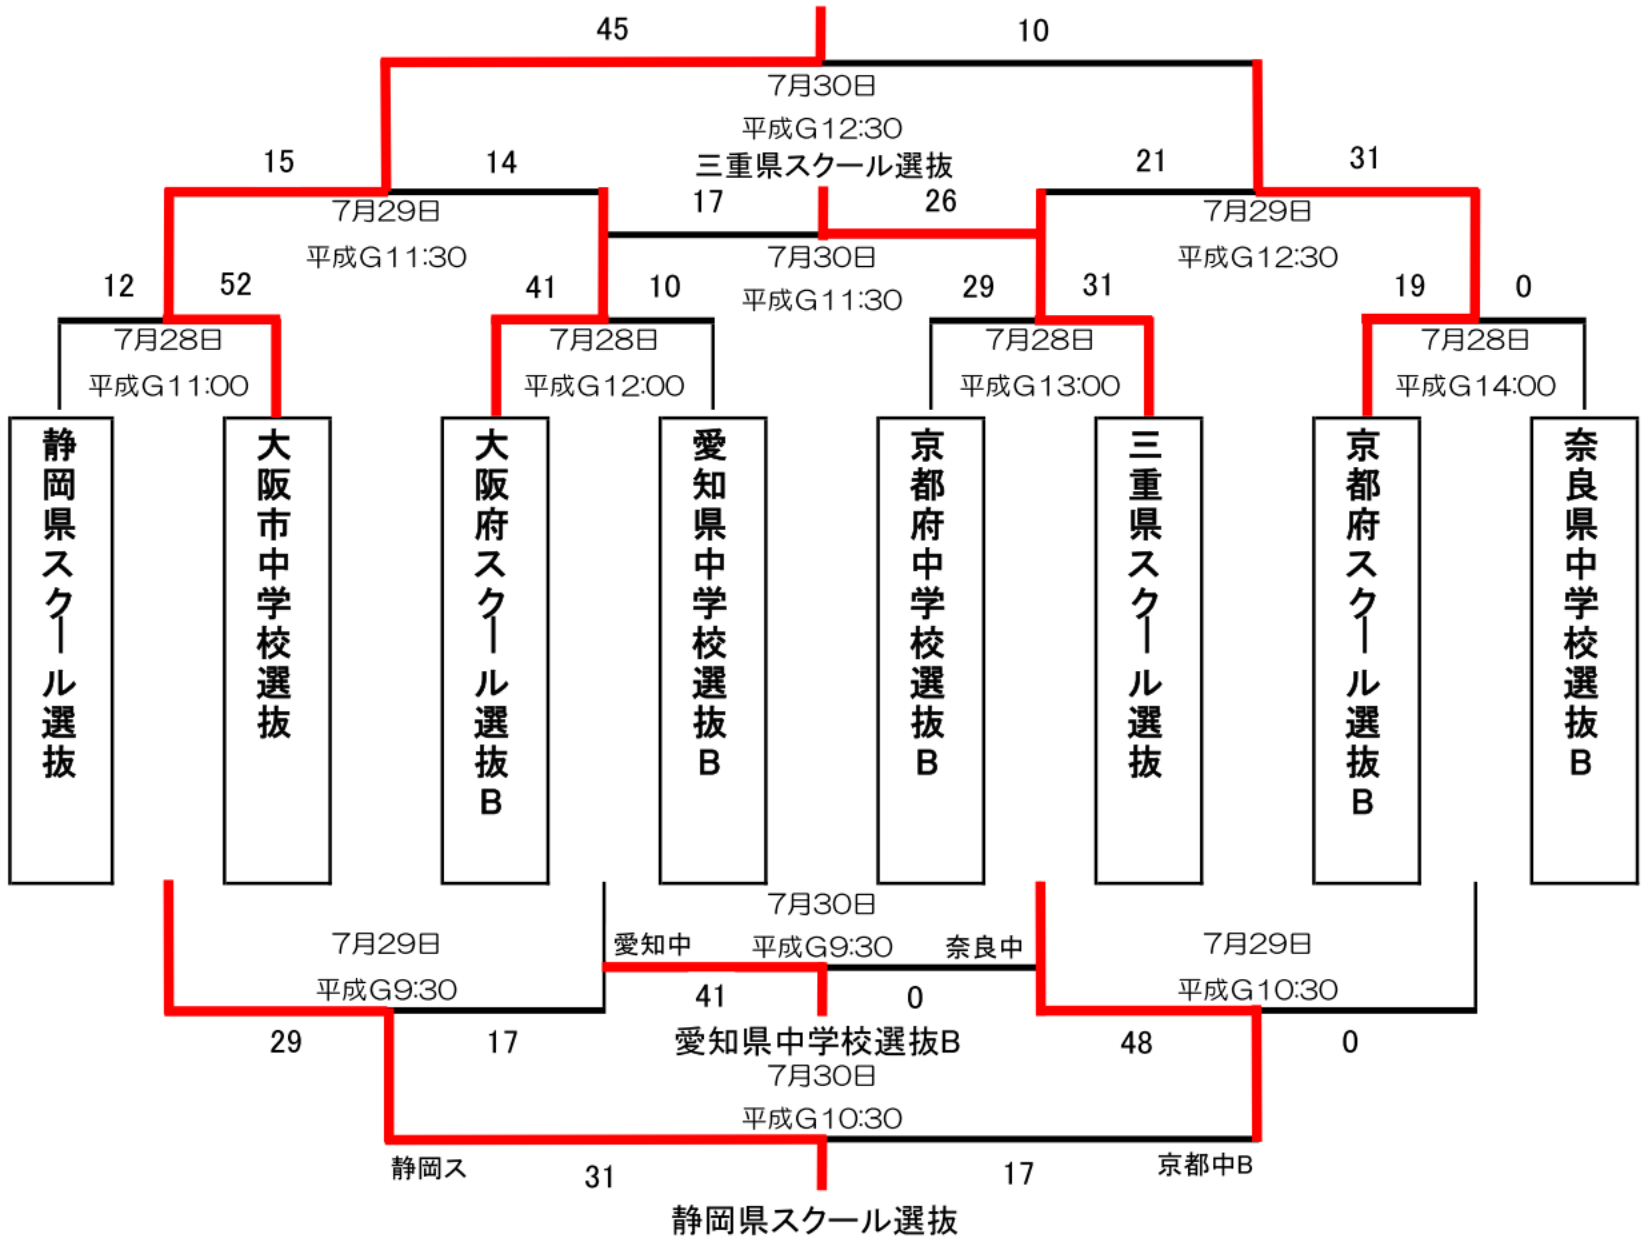 45
10
7月30日
平成G12:30
三重県スクール選抜
15
14
21
31
7月29日
平成G11:30
17
26
7月30日
平成G11:30
7月29日
平成G12:30
12
52
41
10
29
31
19
0
7月28日
平成G11:00
7月28日
平成G12:00
7月28日
平成G13:00
7月28日
平成G14:00
静岡県スクール選抜
大阪市中学校選抜
大阪府スクール選抜B
愛知県中学校選抜B
京都府中学校選抜B
三重県スクール選抜
京都府スクール選抜B
奈良県中学校選抜B
7月29日
平成G9:30
愛知中
7月30日
平成G9:30
奈良中
7月29日
平成G10:30
29
17
41
0
48
0
愛知県中学校選抜B
7月30日
平成G10:30
静岡ス
31
17
京都中B
静岡県スクール選抜